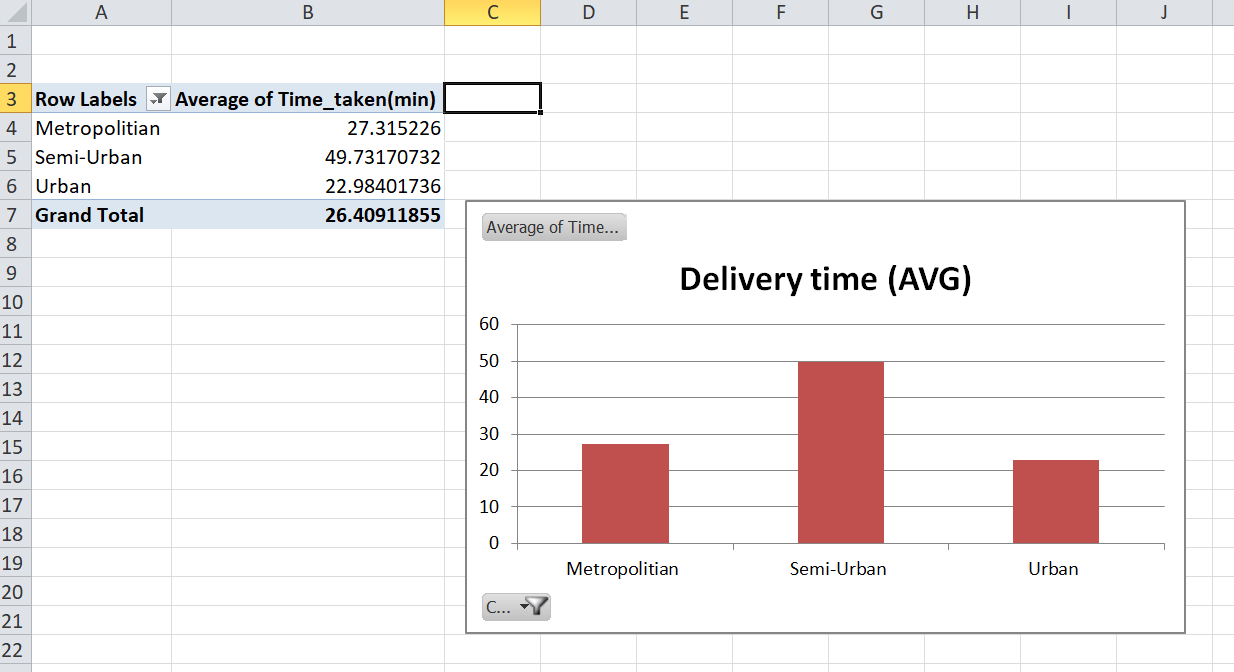 A B C D E F G H I J
1
2
3 Row Labels Average of Time_taken(min)
4 Metropolitian 27.315226
5 Semi-Urban 49.73170732
6 Urban 22.98401736
7 Grand Total 26.40911855
8
9
10
11
12
13
14
15
16
17
18
19
20
21
22
Average of Time...
Delivery time (AVG)
60
50
40
30
20
10
0
Metropolitian Semi-Urban Urban
C...